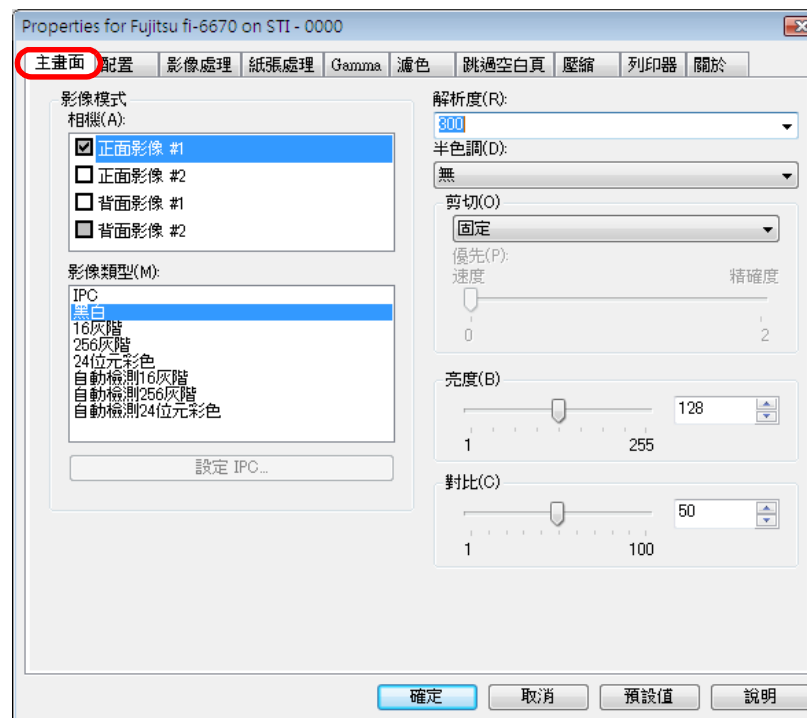 Properties for Fujitsu fi-6670 on STI - 0000
主畫面 配置 影像處理 紙張處理 Gamma 濾色 跳過空白頁 壓縮 列印器 關於
影像模式
相機(A):
正面影像 #1
正面影像 #2
背面影像 #1
背面影像 #2
影像類型(M):
IPC
黑白
16灰階
256灰階
24位元彩色
自動檢測16灰階
自動檢測256灰階
自動檢測24位元彩色
設定 IPC...
解析度(R):
300
半色調(D):
無
剪切(O)
固定
優先(P):
速度 精確度
0 2
亮度(B)
128
1 255
對比(C)
50
1 100
確定 取消 預設值 說明